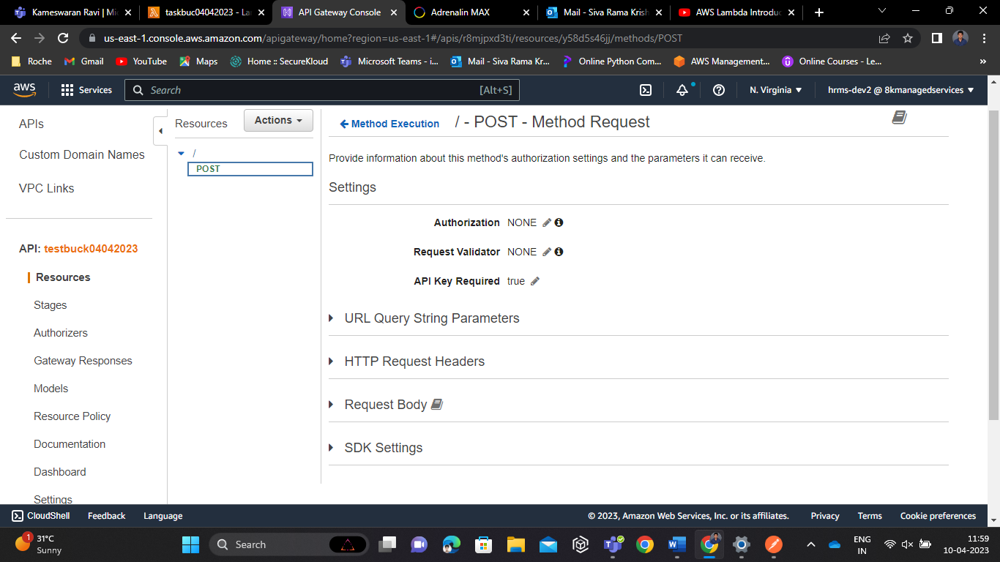 Kameswaran Ravi | Mi
taskbuc04042023 - La
API Gateway Console
Adrenalin MAX
Mail - Siva Rama Krish
AWS Lambda Introduc
us-east-1.console.aws.amazon.com/apigateway/home?region=us-east-1#/apis/r8mjpxd3ti/resources/y58d5s46jj/methods/POST
Roche
Gmail
YouTube
Maps
Home :: SecureKloud
Microsoft Teams - i...
Mail - Siva Rama Kr...
Online Python Com...
AWS Management...
Online Courses - Le...
»
aws
Services
Search
[Alt+S]
N. Virginia
hrms-dev2 @ 8kmanagedservices
APIs
Custom Domain Names
VPC Links
API: testbuck04042023
Resources
Stages
Authorizers
Gateway Responses
Models
Resource Policy
Documentation
Dashboard
Settings
Resources
Actions
/
POST
Method Execution
/ - POST - Method Request
Provide information about this method's authorization settings and the parameters it can receive.
Settings
Authorization NONE
Request Validator NONE
API Key Required true
URL Query String Parameters
HTTP Request Headers
Request Body
SDK Settings
CloudShell
Feedback
Language
© 2023, Amazon Web Services, Inc. or its affiliates.
Privacy
Terms
Cookie preferences
1
31°C
Sunny
Search
ENG
IN
11:59
10-04-2023